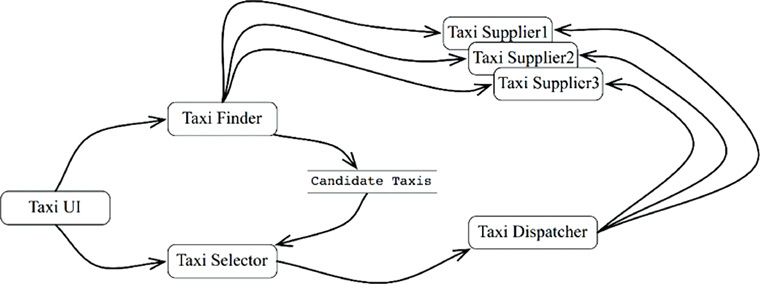 Taxi Supplier1
Taxi Supplier2
Taxi Supplier3
Taxi Finder
Candidate Taxis
Taxi UI
Taxi Dispatcher
Taxi Selector